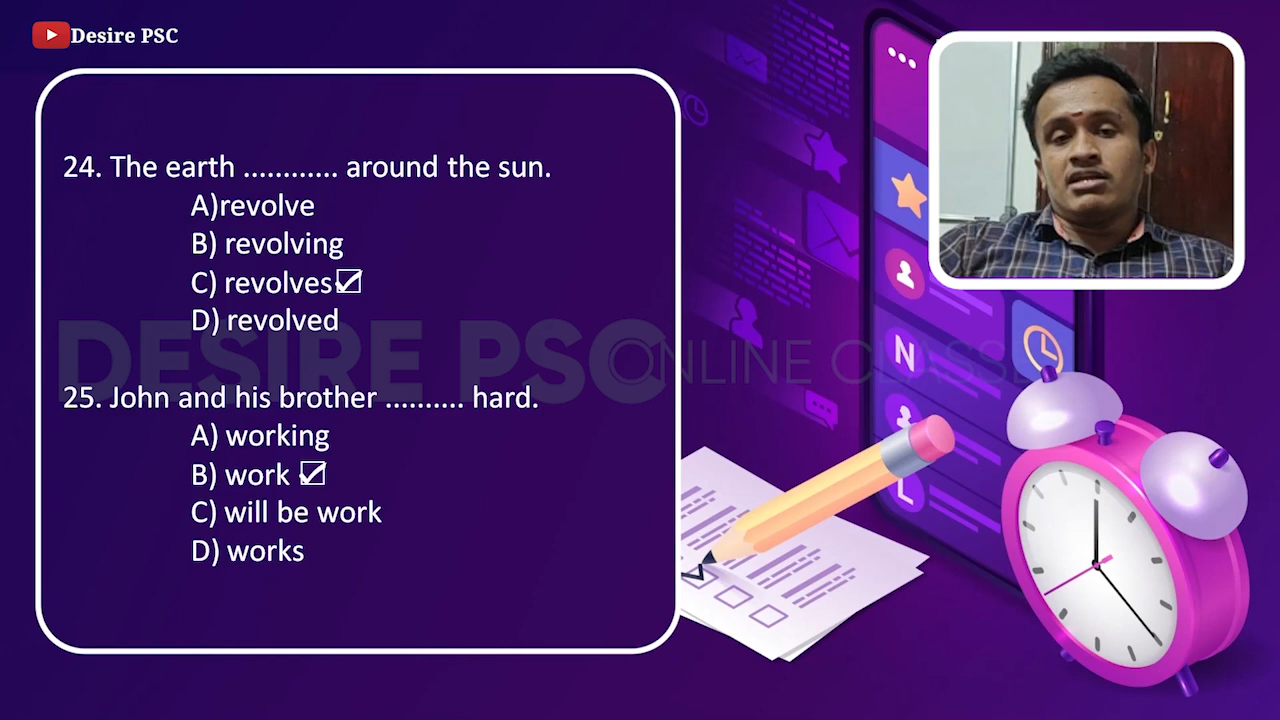 Desire PSC
24. The earth ............ around the sun.
A)revolve
B) revolving
C) revolves
D) revolved
DESIRE PSC ONLINE CLASSE
25. John and his brother .......... hard.
A) working
B) work
C) will be work
D) works
N
L